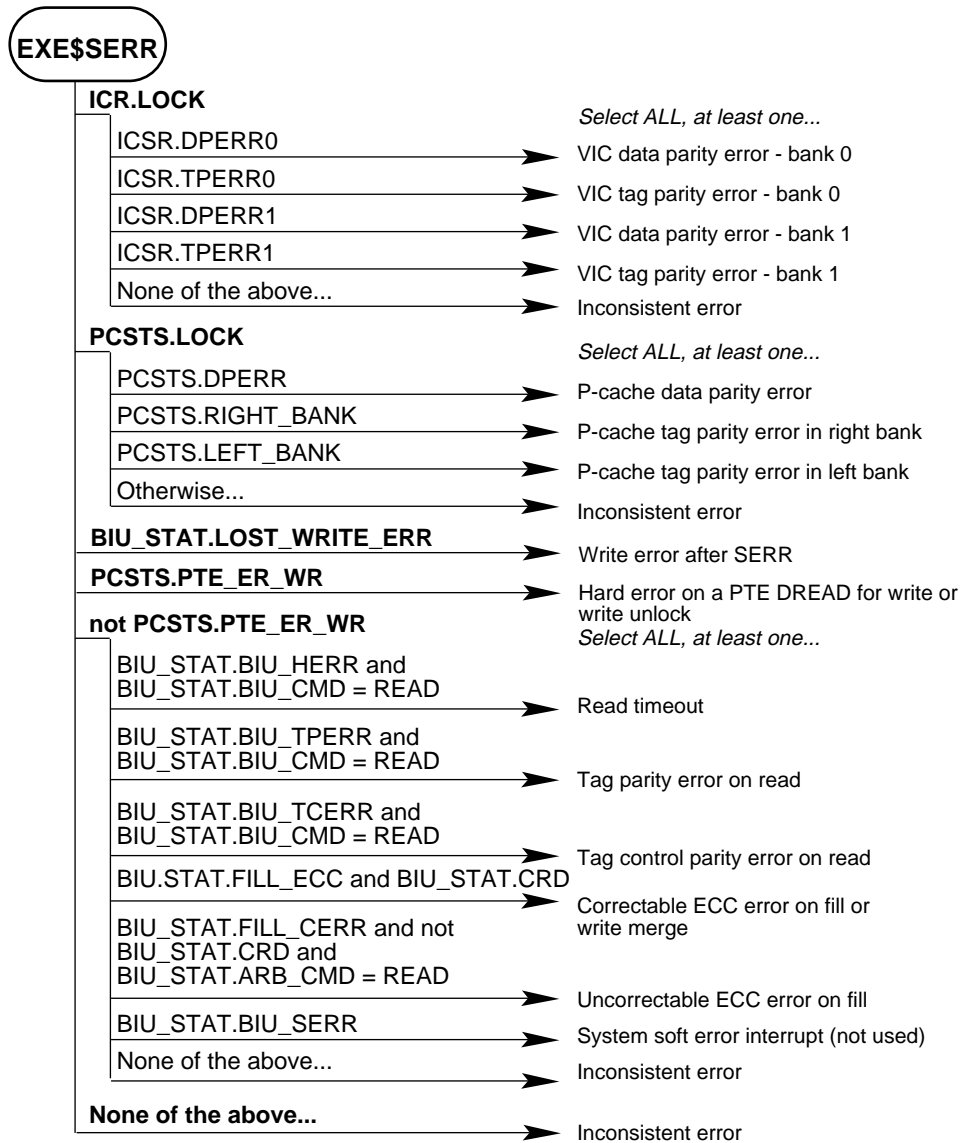 EXE$SERR
ICR.LOCK
Select ALL, at least one...
ICSR.DPERR0
VIC data parity error - bank 0
ICSR.TPERR0
VIC tag parity error - bank 0
ICSR.DPERR1
VIC data parity error - bank 1
ICSR.TPERR1
VIC tag parity error - bank 1
None of the above...
Inconsistent error
PCSTS.LOCK
Select ALL, at least one...
PCSTS.DPERR
P-cache data parity error
PCSTS.RIGHT_BANK
P-cache tag parity error in right bank
PCSTS.LEFT_BANK
P-cache tag parity error in left bank
Otherwise...
Inconsistent error
BIU_STAT.LOST_WRITE_ERR
Write error after SERR
PCSTS.PTE_ER_WR
Hard error on a PTE DREAD for write or
write unlock
not PCSTS.PTE_ER_WR
Select ALL, at least one...
BIU_STAT.BIU_HERR and
BIU_STAT.BIU_CMD = READ
Read timeout
BIU_STAT.BIU_TPERR and
BIU_STAT.BIU_CMD = READ
Tag parity error on read
BIU_STAT.BIU_TCERR and
BIU_STAT.BIU_CMD = READ
Tag control parity error on read
BIU.STAT.FILL_ECC and BIU_STAT.CRD
Correctable ECC error on fill or
write merge
BIU_STAT.FILL_CERR and not
BIU_STAT.CRD and
BIU_STAT.ARB_CMD = READ
Uncorrectable ECC error on fill
BIU_STAT.BIU_SERR
System soft error interrupt (not used)
None of the above...
Inconsistent error
None of the above...
Inconsistent error